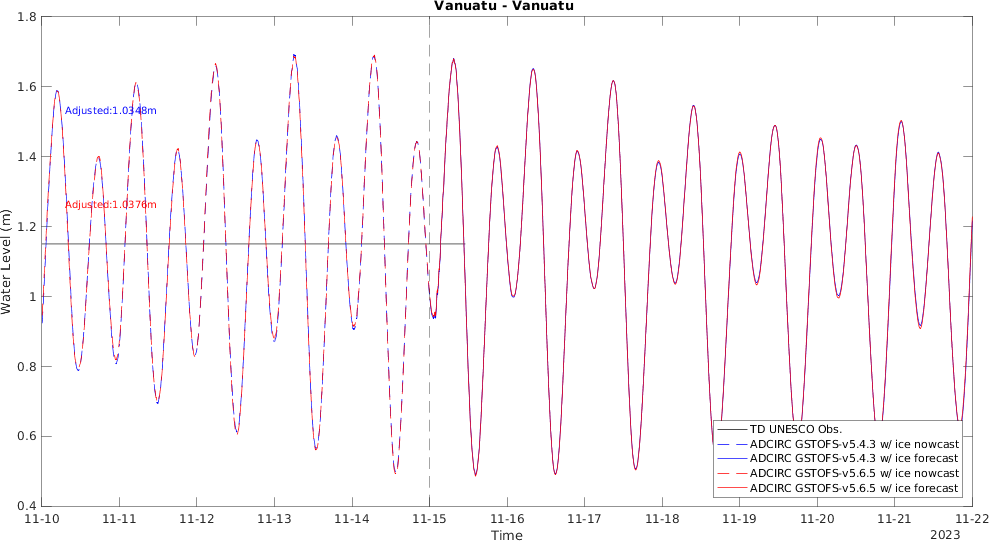 Vanuatu - Vanuatu
1.8
1.6
1.4
1.2
1
0.8
0.6
0.4
Water Level (m)
Adjusted:1.0348m
Adjusted:1.0376m
TD UNESCO Obs.
ADCIRC GSTOFS-v5.4.3 w/ ice nowcast
ADCIRC GSTOFS-v5.4.3 w/ ice forecast
ADCIRC GSTOFS-v5.6.5 w/ ice nowcast
ADCIRC GSTOFS-v5.6.5 w/ ice forecast
11-10 11-11 11-12 11-13 11-14 11-15 11-16 11-17 11-18 11-19 11-20 11-21 11-22
Time
2023